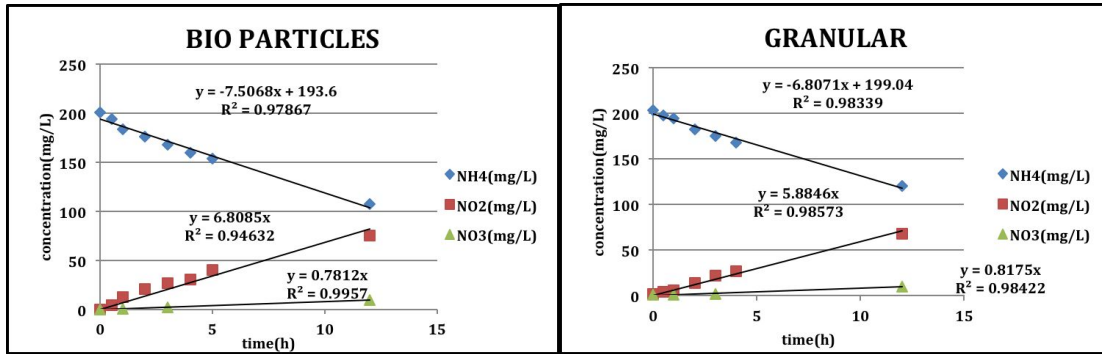 BIO PARTICLES
250
200
150
100
50
0
0
5
10
15
concentration(mg/L)
time(h)
y = -7.5068x + 193.6
R² = 0.97867
y = 6.8085x
R² = 0.94632
y = 0.7812x
R² = 0.9957
NH4(mg/L)
NO2(mg/L)
NO3(mg/L)
GRANULAR
250
200
150
100
50
0
0
5
10
15
concentration(mg/L)
time(h)
y = -6.8071x + 199.04
R² = 0.98339
y = 5.8846x
R² = 0.98573
y = 0.8175x
R² = 0.98422
NH4(mg/L)
NO2(mg/L)
NO3(mg/L)